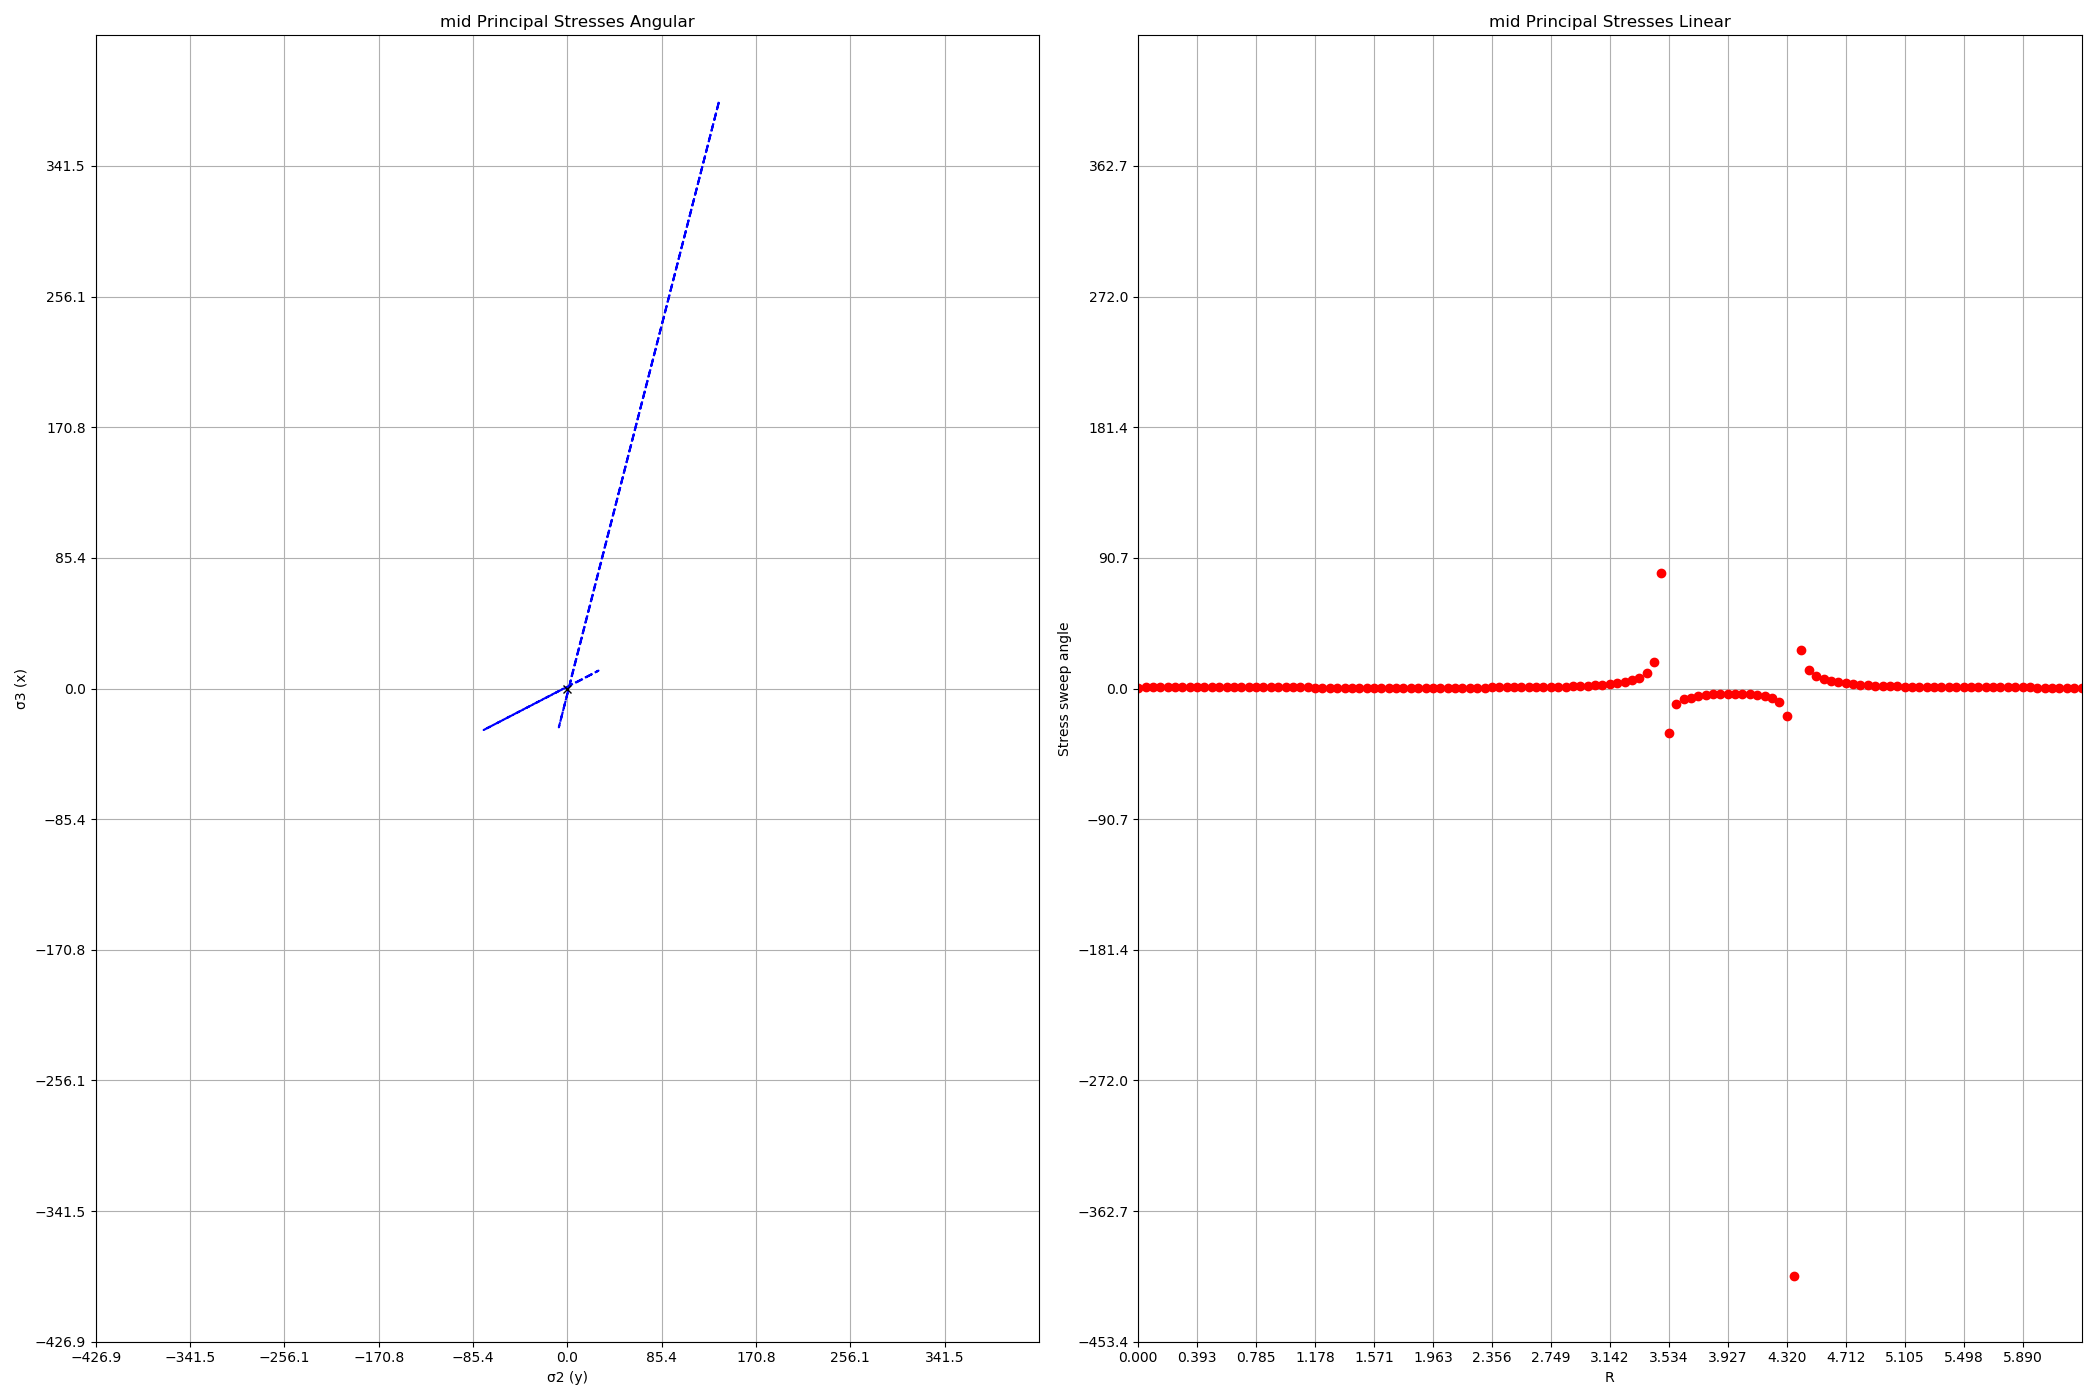 mid Principal Stresses Angular
341.5
256.1
170.8
85.4
0.0
−85.4
−170.8
−256.1
−341.5
−426.9
σ3 (x)
−426.9 −341.5 −256.1 −170.8 −85.4 0.0 85.4 170.8 256.1 341.5
σ2 (y)
mid Principal Stresses Linear
362.7
272.0
181.4
90.7
0.0
−90.7
−181.4
−272.0
−362.7
−453.4
Stress sweep angle
0.000 0.393 0.785 1.178 1.571 1.963 2.356 2.749 3.142 3.534 3.927 4.320 4.712 5.105 5.498 5.890
R